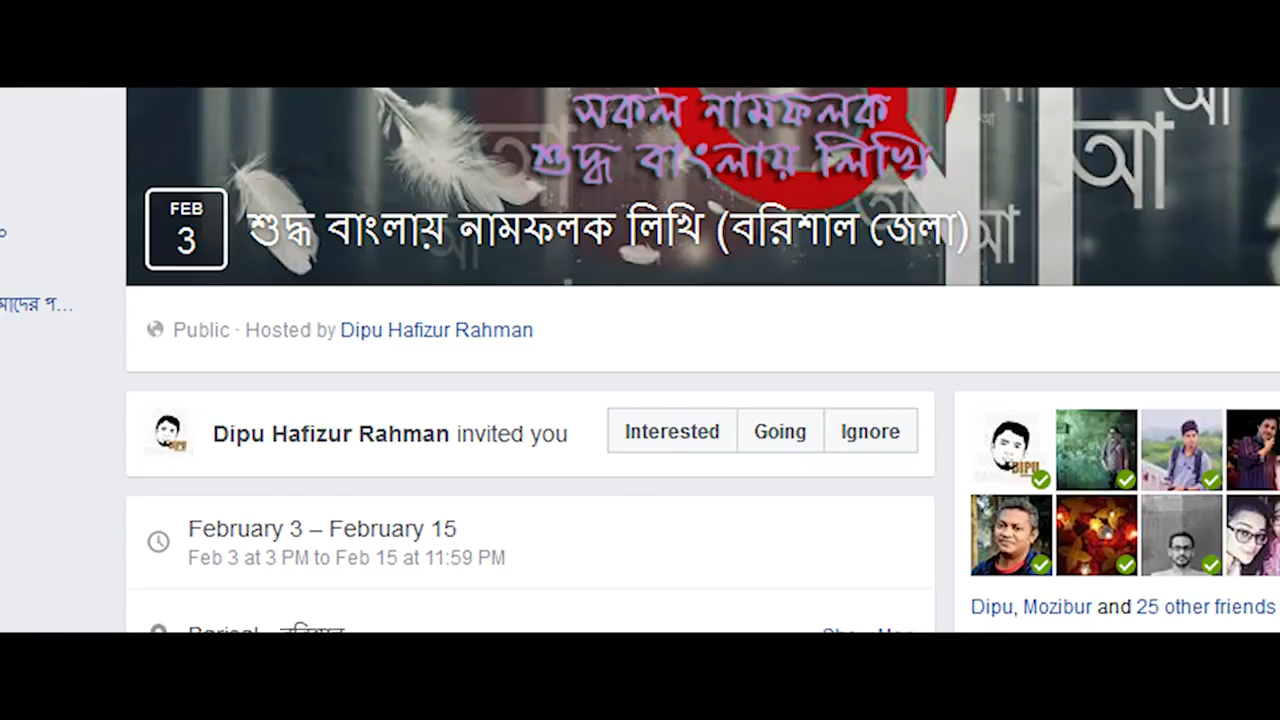 সকল নামফলক
শুদ্ধ বাংলায় লিখি
আ
আ
আ
FEB
3
শুদ্ধ বাংলায় নামফলক লিখি (বরিশাল জেলা)
মাদের প...
Public · Hosted by Dipu Hafizur Rahman
Dipu Hafizur Rahman invited you
Interested
Going
Ignore
February 3 – February 15
Feb 3 at 3 PM to Feb 15 at 11:59 PM
DIPU
Dipu, Mozibur and 25 other friends